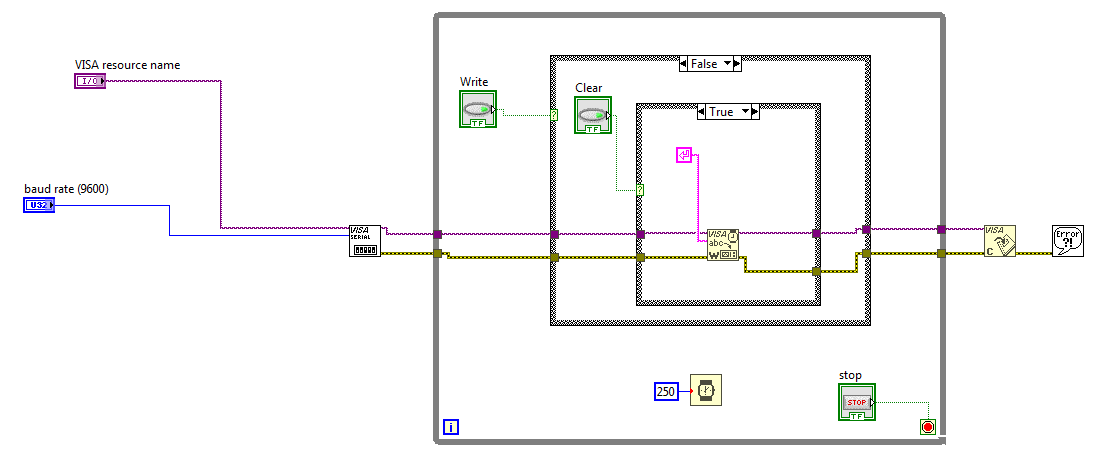 VISA resource name
I/O
baud rate (9600)
U32
VISA
SERIAL
Write
TF
False
?
Clear
TF
True
?
VISA
abc
W
VISA
C
Error
?!
250
stop
STOP
TF
i